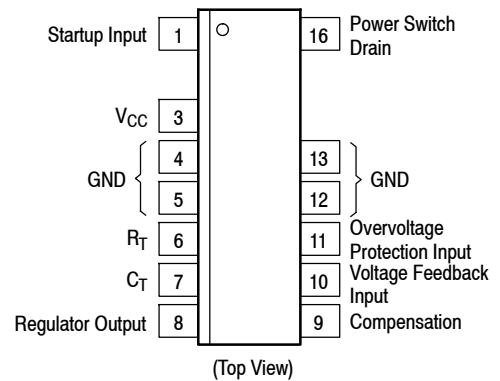 Startup Input 1 16 Power Switch
Drain
VCC 3
4 13
GND GND
5 12
RT 6 11 Overvoltage
Protection Input
CT 7 10 Voltage Feedback
Input
Regulator Output 8 9 Compensation
(Top View)